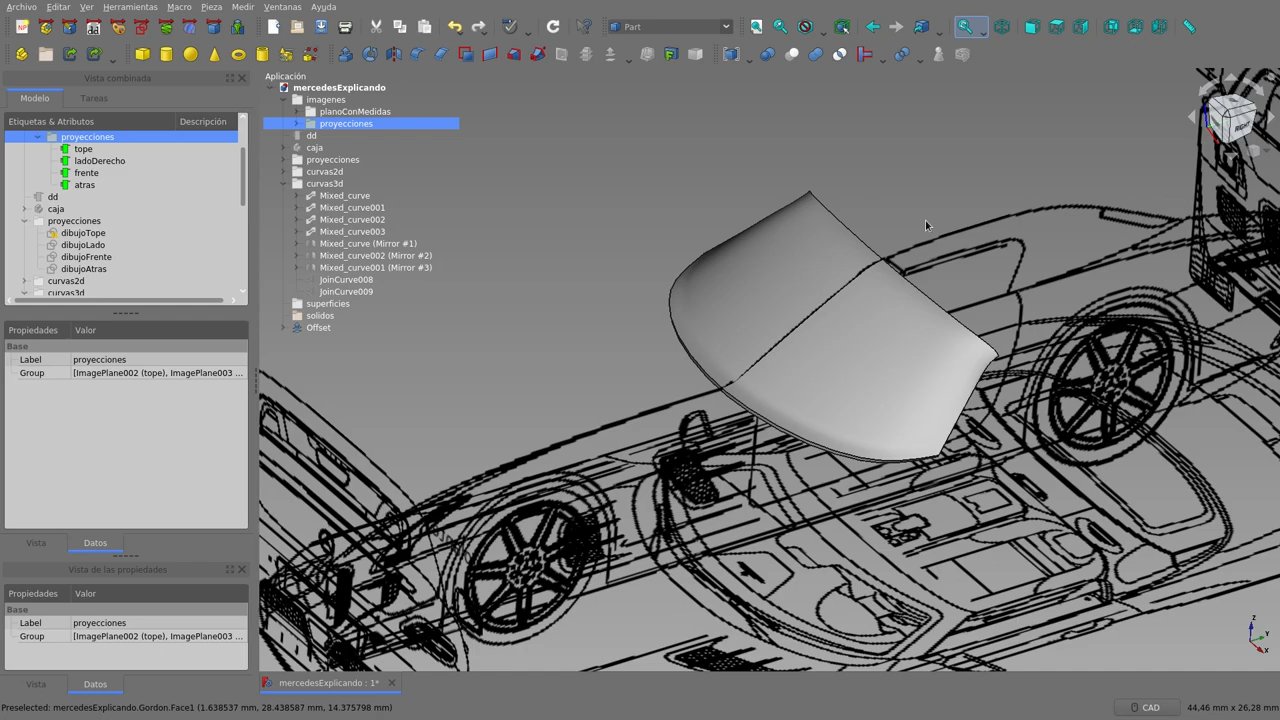 Archivo Editar Ver Herramientas Macro Pieza Medir Ventanas Ayuda
Part
Vista combinada
Modelo Tareas
Etiquetas & Atributos Descripción
proyecciones
tope
ladoDerecho
frente
atras
dd
caja
proyecciones
dibujoTope
dibujoLado
dibujoFrente
dibujoAtras
curvas2d
curvas3d
Propiedades Valor
Base
Label proyecciones
Group [ImagePlane002 (tope), ImagePlane003 ...
Vista Datos
Vista de las propiedades
Propiedades Valor
Base
Label proyecciones
Group [ImagePlane002 (tope), ImagePlane003 ...
Vista Datos
Aplicación
mercedesExplicando
imagenes
planoConMedidas
proyecciones
dd
caja
proyecciones
curvas2d
curvas3d
Mixed_curve
Mixed_curve001
Mixed_curve002
Mixed_curve003
Mixed_curve (Mirror #1)
Mixed_curve002 (Mirror #2)
Mixed_curve001 (Mirror #3)
JoinCurve008
JoinCurve009
superficies
solidos
Offset
RIGHT
Z
Y
X
mercedesExplicando : 1*
Preselected: mercedesExplicando.Gordon.Face1 (1.638537 mm, 28.438587 mm, 14.375798 mm)
CAD
44,46 mm x 26,28 mm